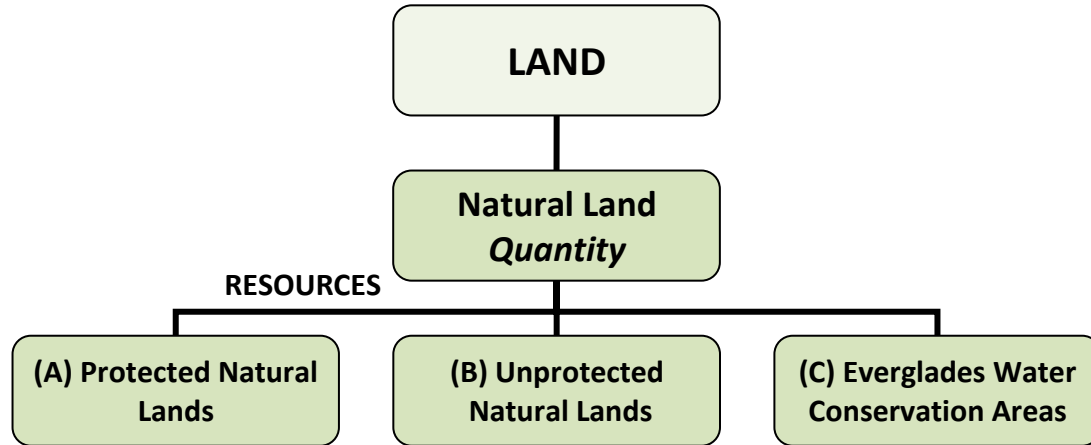 LAND
Natural Land
Quantity
RESOURCES
(A) Protected Natural
Lands
(B) Unprotected
Natural Lands
(C) Everglades Water
Conservation Areas